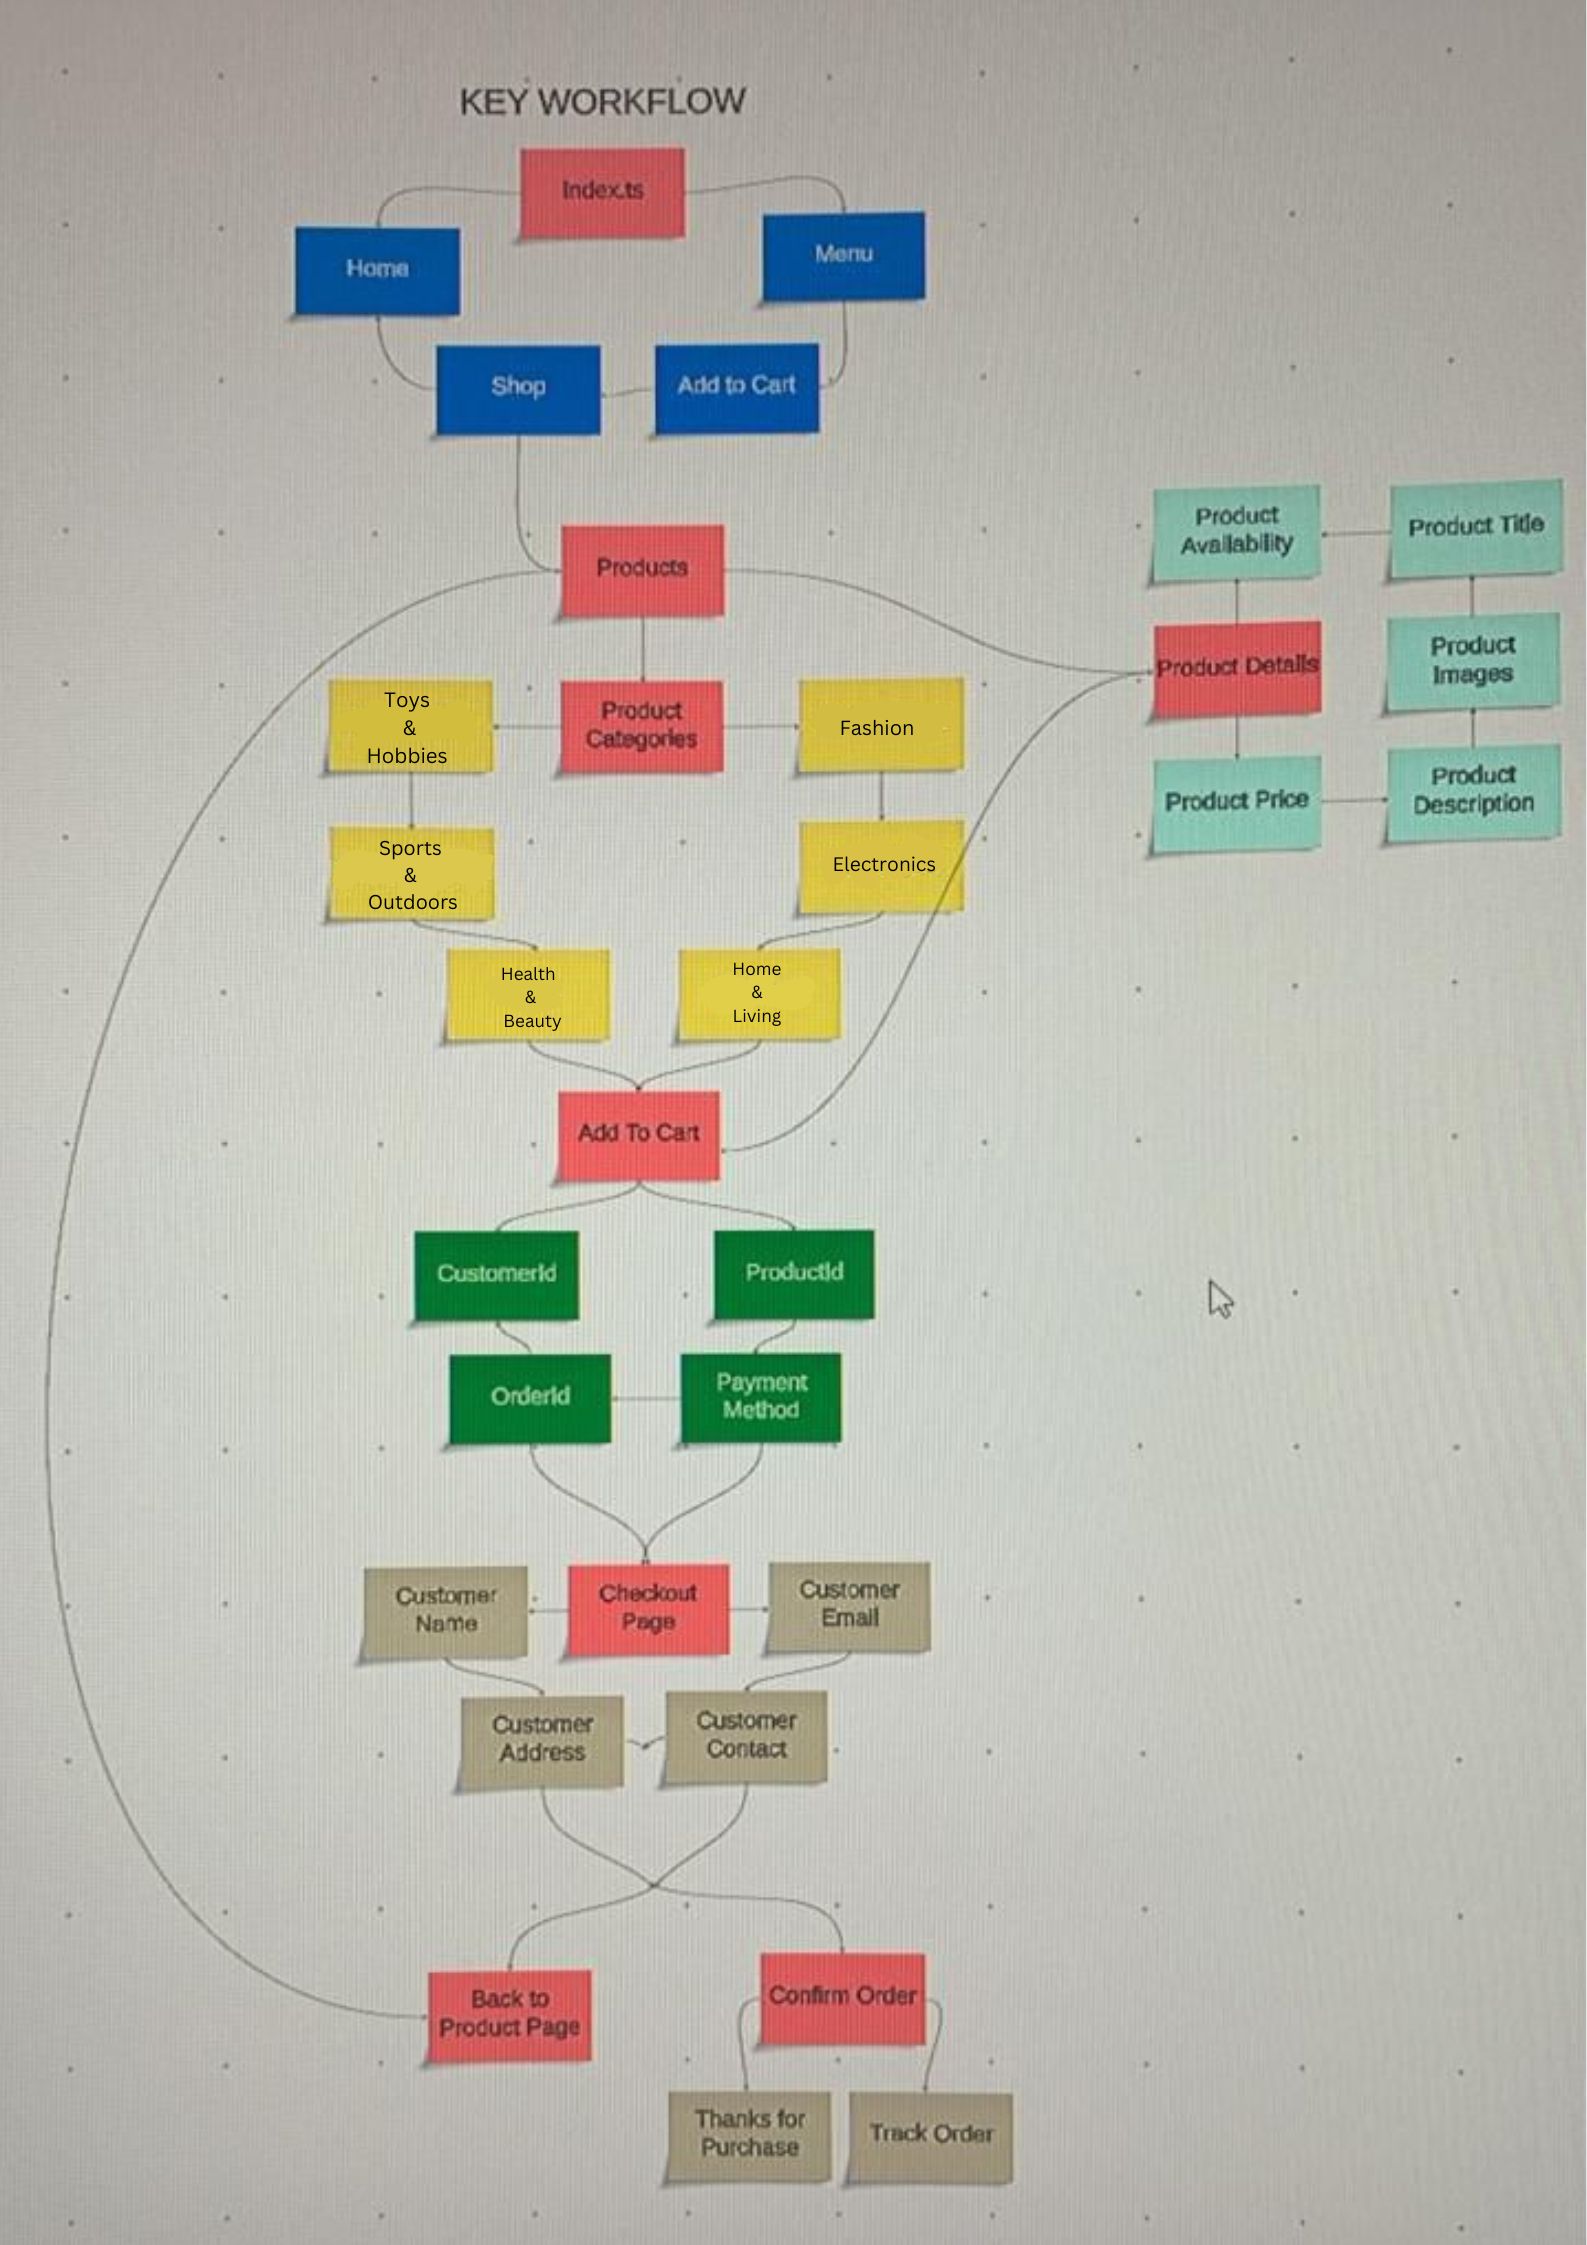 KEY WORKFLOW
Index.ts
Home
Menu
Shop
Add to Cart
Products
Product
Availability
Product Title
Product Details
Product
Images
Product Price
Product
Description
Toys
&
Hobbies
Product
Categories
Fashion
Sports
&
Outdoors
Electronics
Health
&
Beauty
Home
&
Living
Add To Cart
CustomerId
ProductId
OrderId
Payment
Method
Customer
Name
Checkout
Page
Customer
Email
Customer
Address
Customer
Contact
Back to
Product Page
Confirm Order
Thanks for
Purchase
Track Order